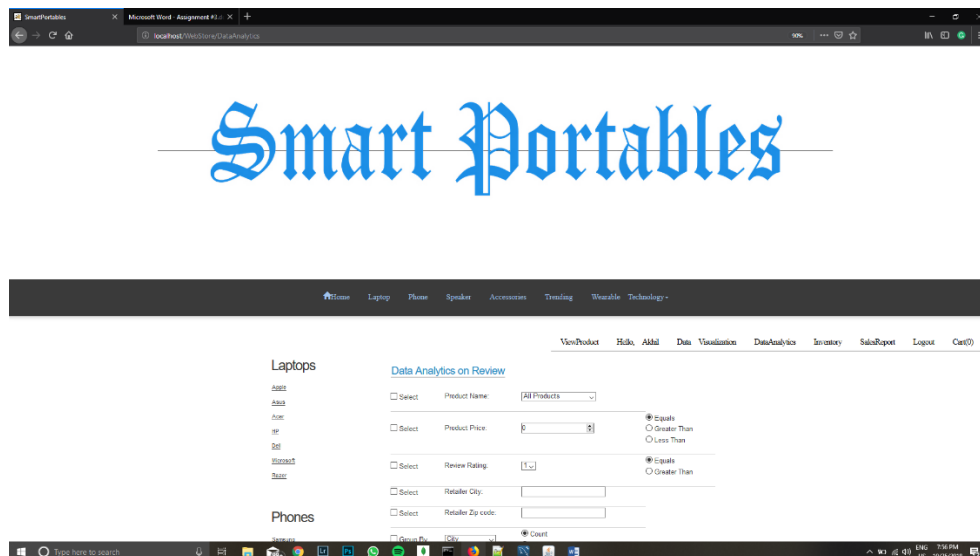 SmartPortables
Microsoft Word - Assignment #3.d
localhost/WebStore/DataAnalytics
90%
Smart Portables
Home Laptop Phone Speaker Accessories Trending Wearable Technology
ViewProduct Hello, Akhil Data Visualization DataAnalytics Inventory SalesReport Logout Cart(0)
Laptops
Apple
Asus
Acer
HP
Dell
Microsoft
Razer
Phones
Samsung
Data Analytics on Review
Select Product Name: All Products
Select Product Price: 0 Equals
Greater Than
Less Than
Select Review Rating: 1 Equals
Greater Than
Select Retailer City:
Select Retailer Zip code:
Group By City Count
Type here to search
ENG 7:56 PM